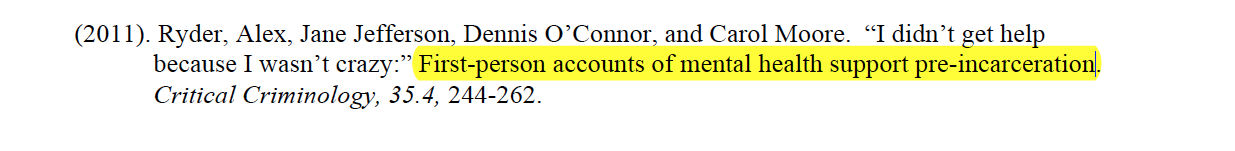 (2011). Ryder, Alex, Jane Jefferson, Dennis O’Connor, and Carol Moore.  “I didn’t get help
because I wasn’t crazy:” First-person accounts of mental health support pre-incarceration.
Critical Criminology, 35.4, 244-262.